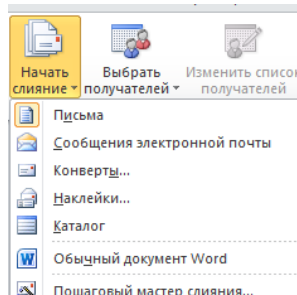 Начать слияние
Выбрать получателей
Изменить список получателей
Письма
Сообщения электронной почты
Конверты...
Наклейки...
Каталог
Обычный документ Word
Пошаговый мастер слияния...